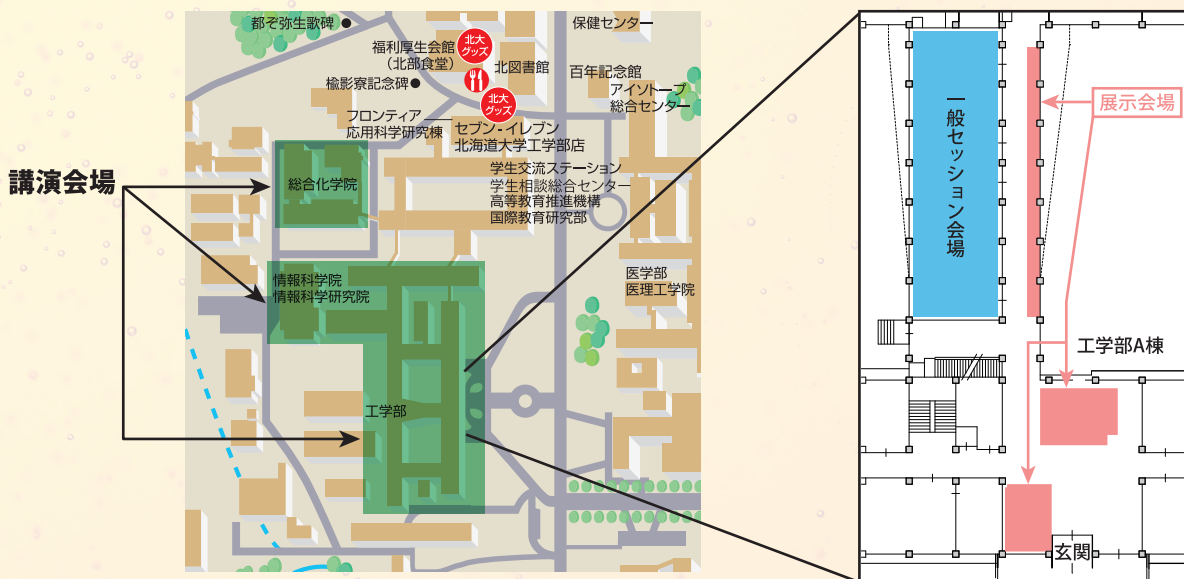 都ぞ弥生歌碑
保健センター
北大
グッズ
福利厚生会館
（北部食堂）
北図書館
楡影寮記念碑
百年記念館
アイソトープ
総合センター
北大
グッズ
フロンティア
応用科学研究棟
セブン-イレブン
北海道大学工学部店
講演会場
総合化学院
学生交流ステーション
学生相談総合センター
高等教育推進機構
国際教育研究部
情報科学院
情報科学研究院
医学部
医理工学院
工学部
一般セッション会場
展示会場
工学部A棟
玄関